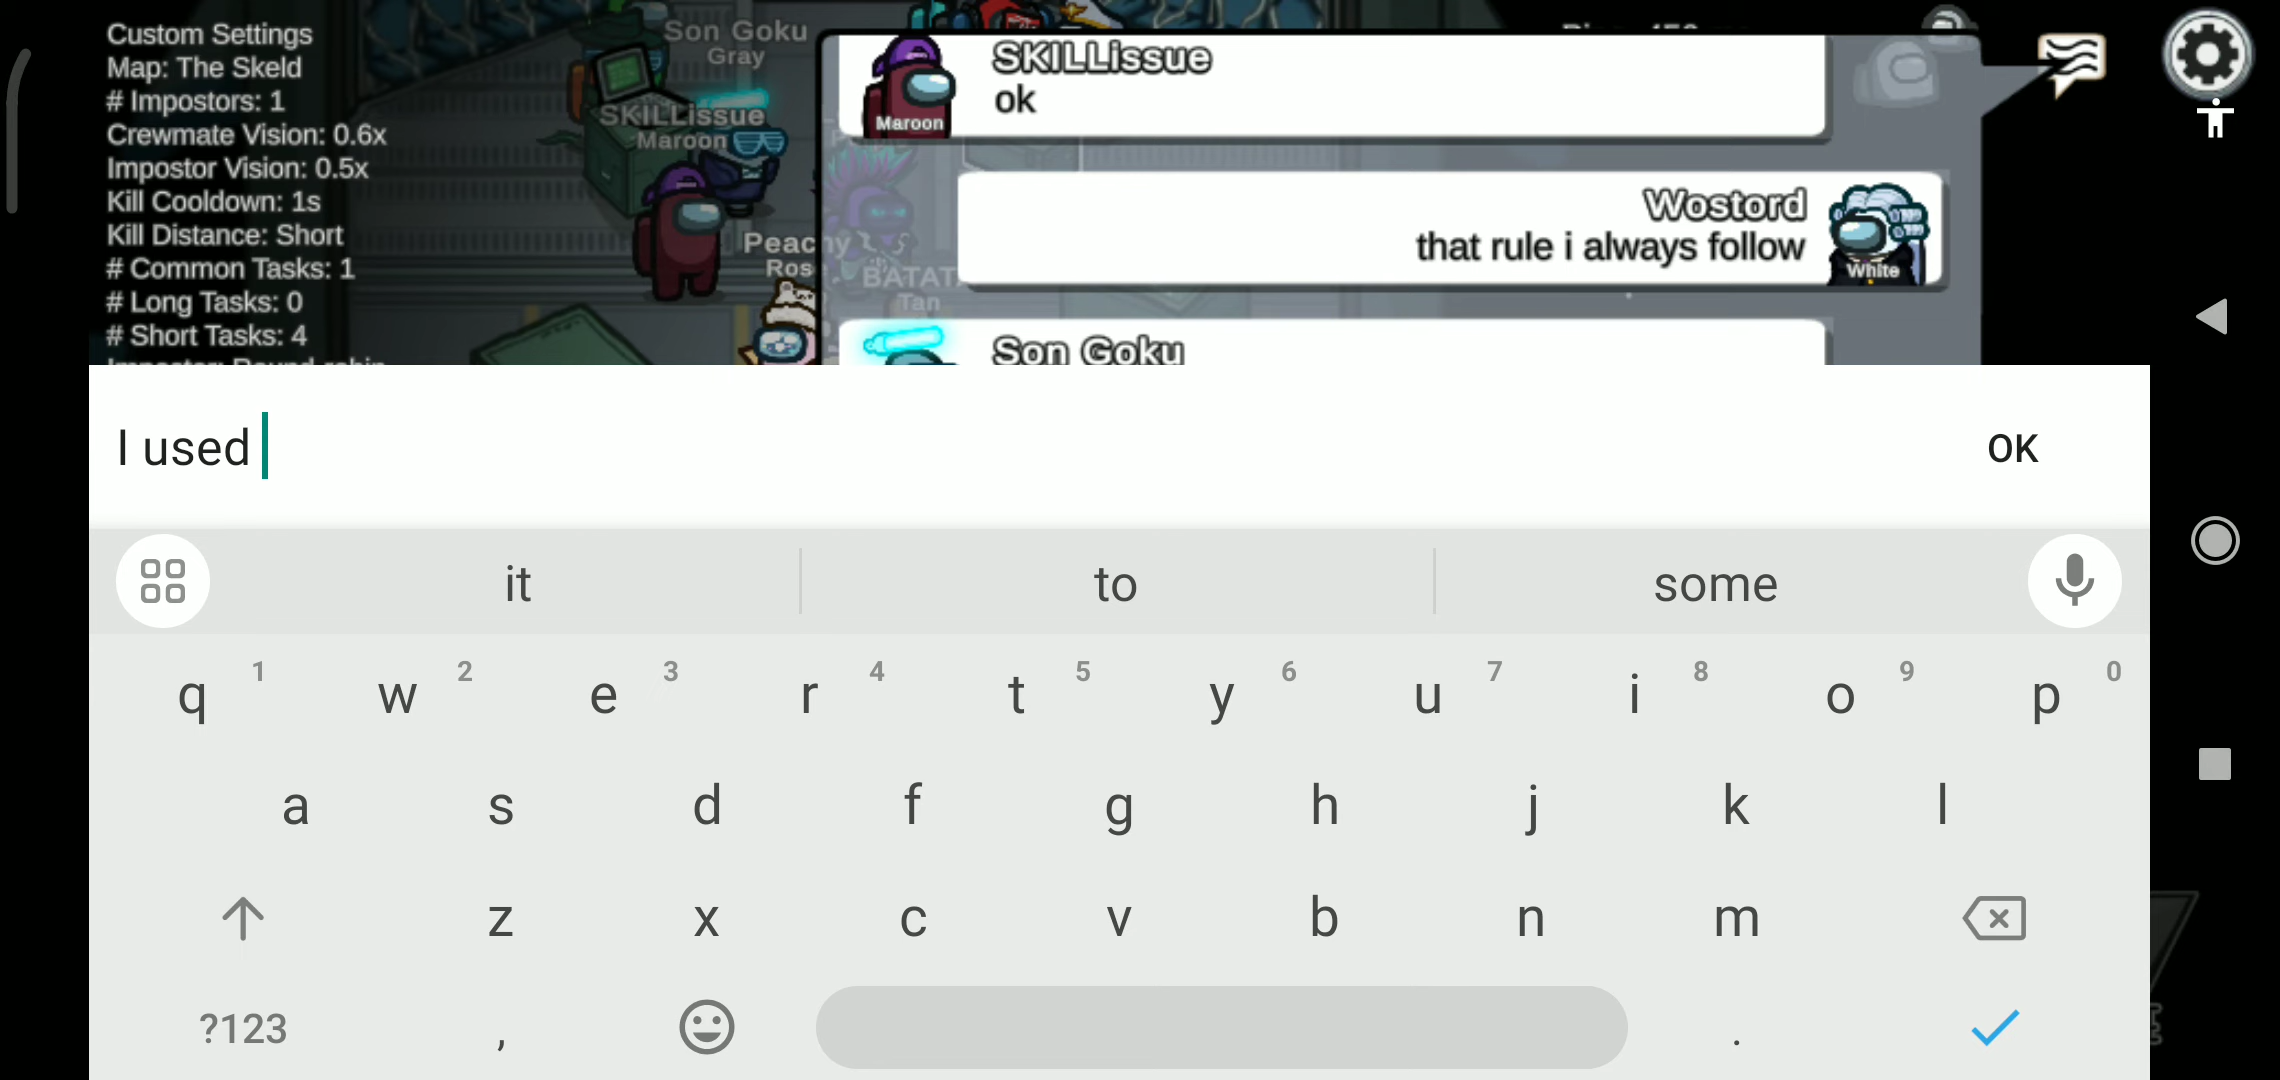 Custom Settings
Map: The Skeld
# Impostors: 1
Crewmate Vision: 0.6x
Impostor Vision: 0.5x
Kill Cooldown: 1s
Kill Distance: Short
# Common Tasks: 1
# Long Tasks: 0
# Short Tasks: 4
Son Goku
Gray
SKILLissue
Maroon
Peachy
Ros
BATAT
Tan
SKILLissue
ok
Maroon
Wostord
that rule i always follow
White
Son Goku
I used
OK
it
to
some
q 1 w 2 e 3 r 4 t 5 y 6 u 7 i 8 o 9 p 0
a s d f g h j k l
z x c v b n m
?123 , .